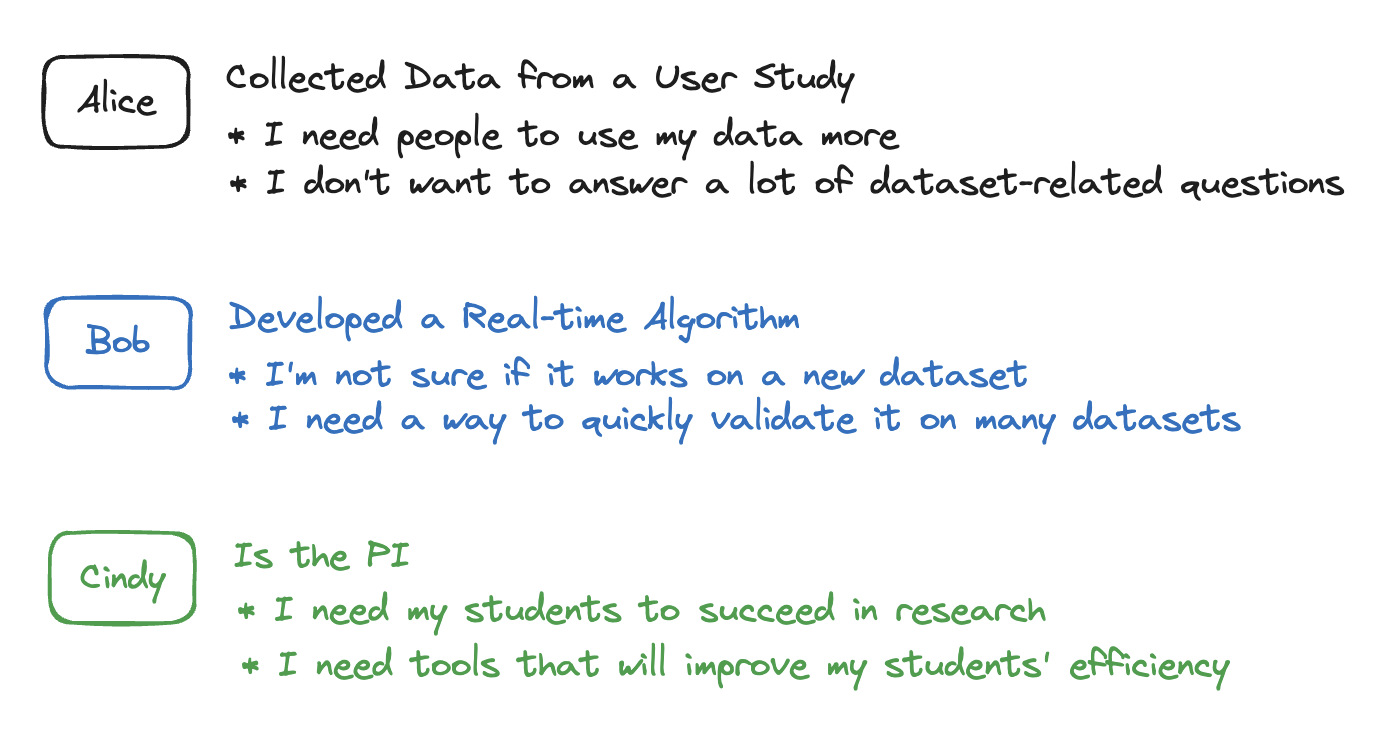 Alice
Collected Data from a User Study
* I need people to use my data more
* I don't want to answer a lot of dataset-related questions
Bob
Developed a Real-time Algorithm
* I'm not sure if it works on a new dataset
* I need a way to quickly validate it on many datasets
Cindy
Is the PI
* I need my students to succeed in research
* I need tools that will improve my students' efficiency